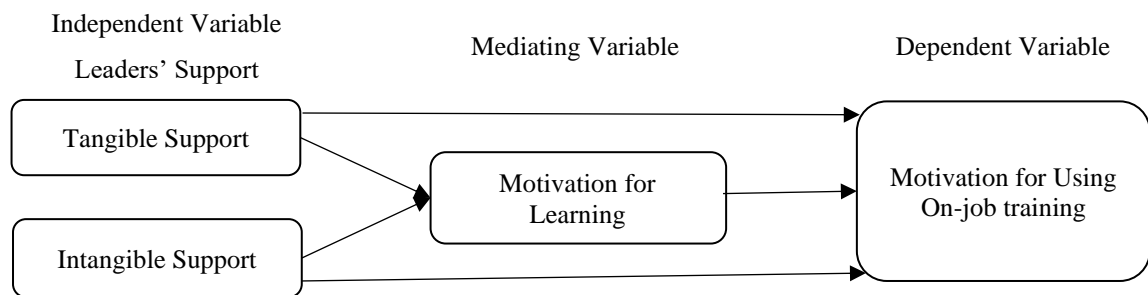 Independent Variable
Leaders’ Support
Mediating Variable
Dependent Variable
Tangible Support
Motivation for
Learning
Motivation for Using
On-job training
Intangible Support